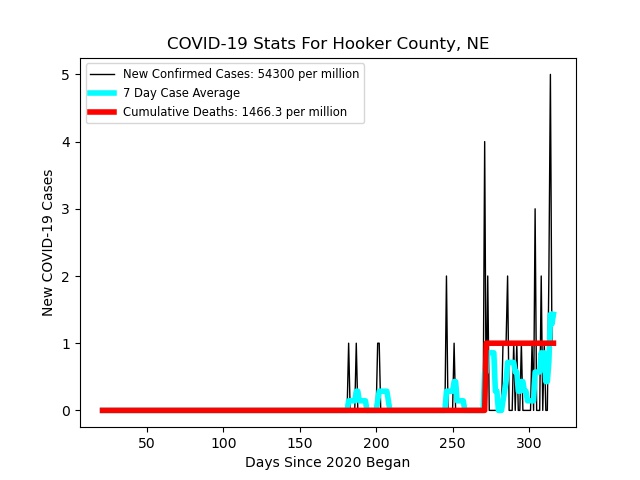 COVID-19 Stats For Hooker County, NE
New Confirmed Cases: 54300 per million
7 Day Case Average
Cumulative Deaths: 1466.3 per million
New COVID-19 Cases
5
4
3
2
1
0
50 100 150 200 250 300
Days Since 2020 Began